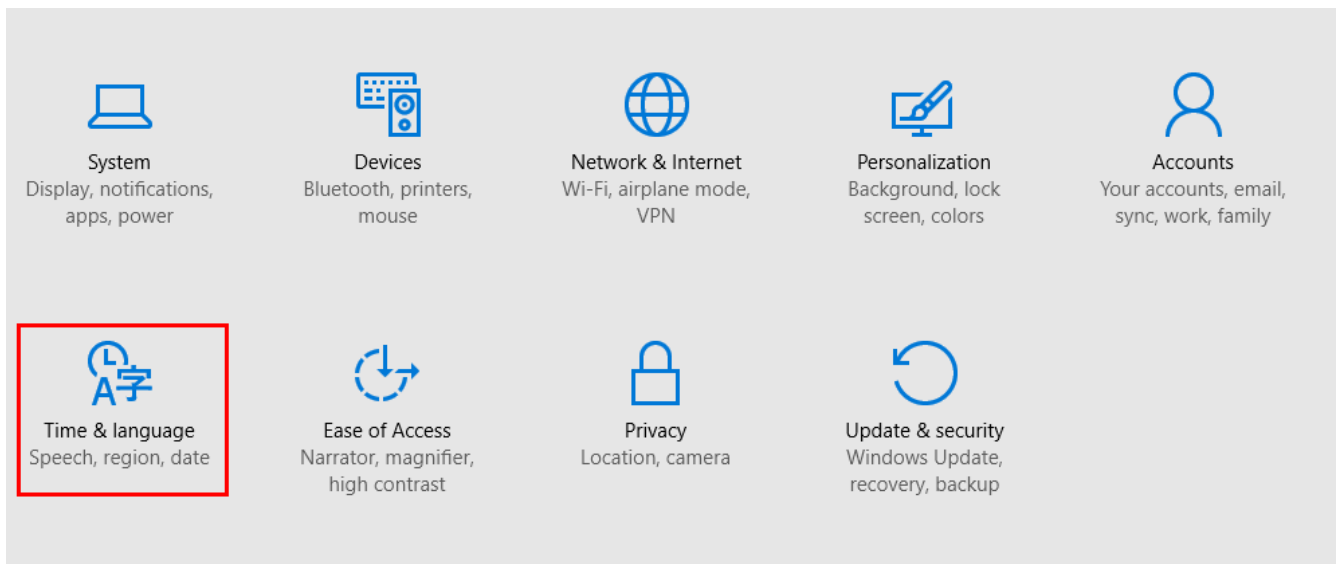 System
Display, notifications,
apps, power
Devices
Bluetooth, printers,
mouse
Network & Internet
Wi-Fi, airplane mode,
VPN
Personalization
Background, lock
screen, colors
Accounts
Your accounts, email,
sync, work, family
A字
Time & language
Speech, region, date
Ease of Access
Narrator, magnifier,
high contrast
Privacy
Location, camera
Update & security
Windows Update,
recovery, backup